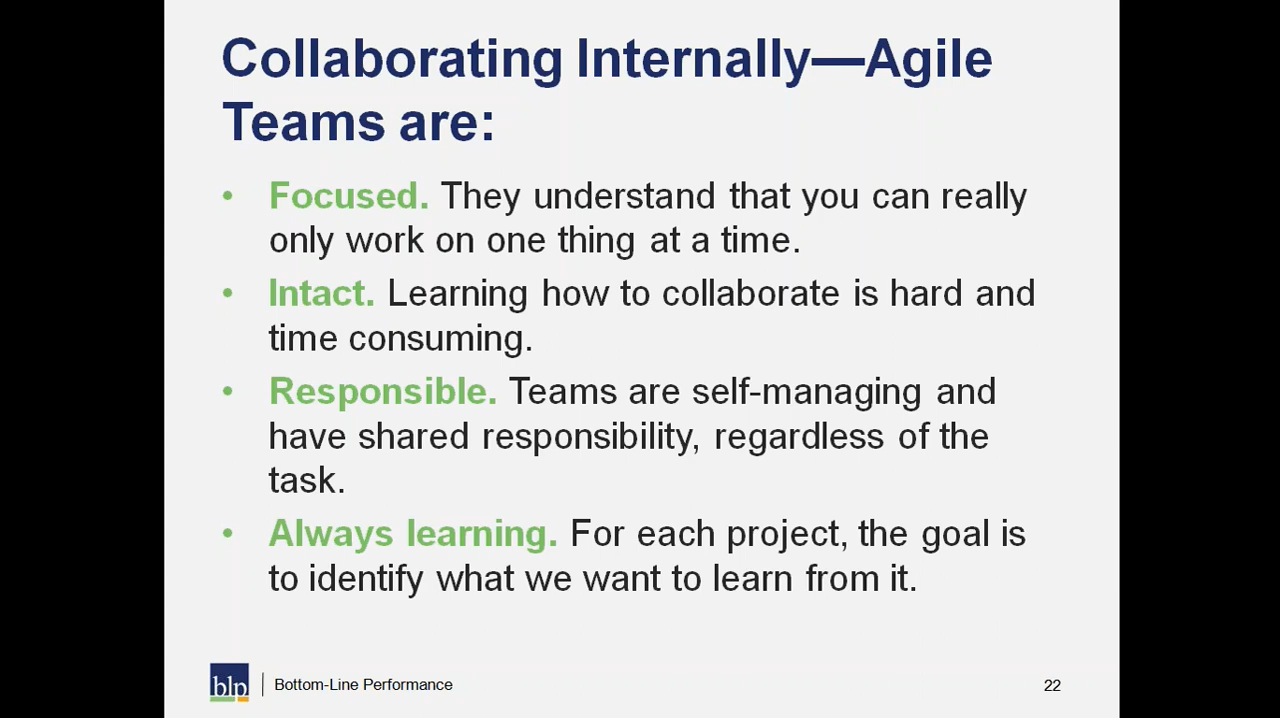 Collaborating Internally—Agile
Teams are:
• Focused. They understand that you can really
only work on one thing at a time.
• Intact. Learning how to collaborate is hard and
time consuming.
• Responsible. Teams are self-managing and
have shared responsibility, regardless of the
task.
• Always learning. For each project, the goal is
to identify what we want to learn from it.
blp | Bottom-Line Performance
22